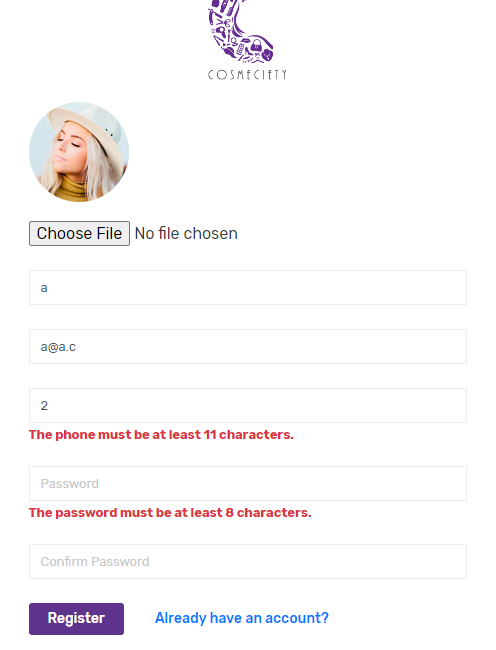 COSMECIETY
Choose File No file chosen
a
a@a.c
2
The phone must be at least 11 characters.
Password
The password must be at least 8 characters.
Confirm Password
Register Already have an account?